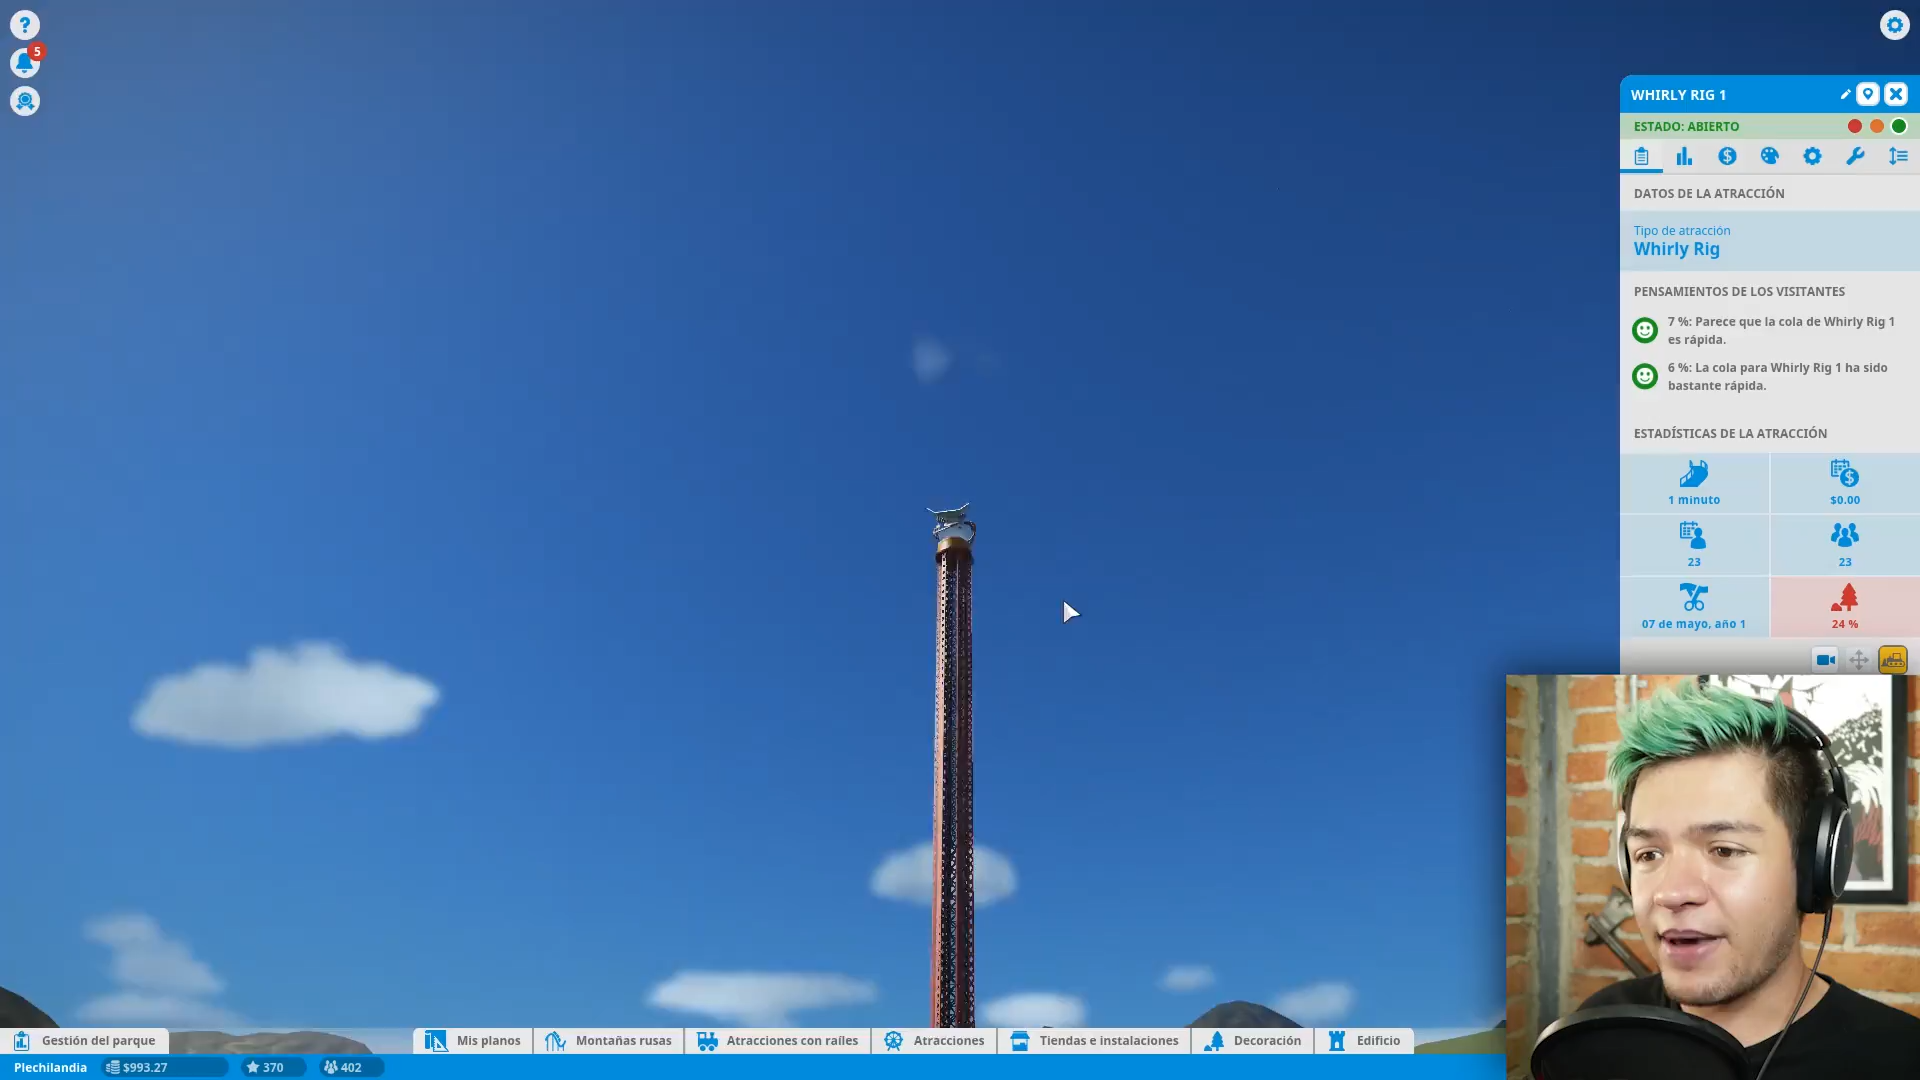 ?
5
WHIRLY RIG 1
ESTADO: ABIERTO
DATOS DE LA ATRACCIÓN
Tipo de atracción
Whirly Rig
PENSAMIENTOS DE LOS VISITANTES
7 %: Parece que la cola de Whirly Rig 1
es rápida.
6 %: La cola para Whirly Rig 1 ha sido
bastante rápida.
ESTADÍSTICAS DE LA ATRACCIÓN
1 minuto
$0.00
23
23
07 de mayo, año 1
24 %
Gestión del parque
Mis planos
Montañas rusas
Atracciones con raíles
Atracciones
Tiendas e instalaciones
Decoración
Edificio
Plechilandia
$993.27
370
402